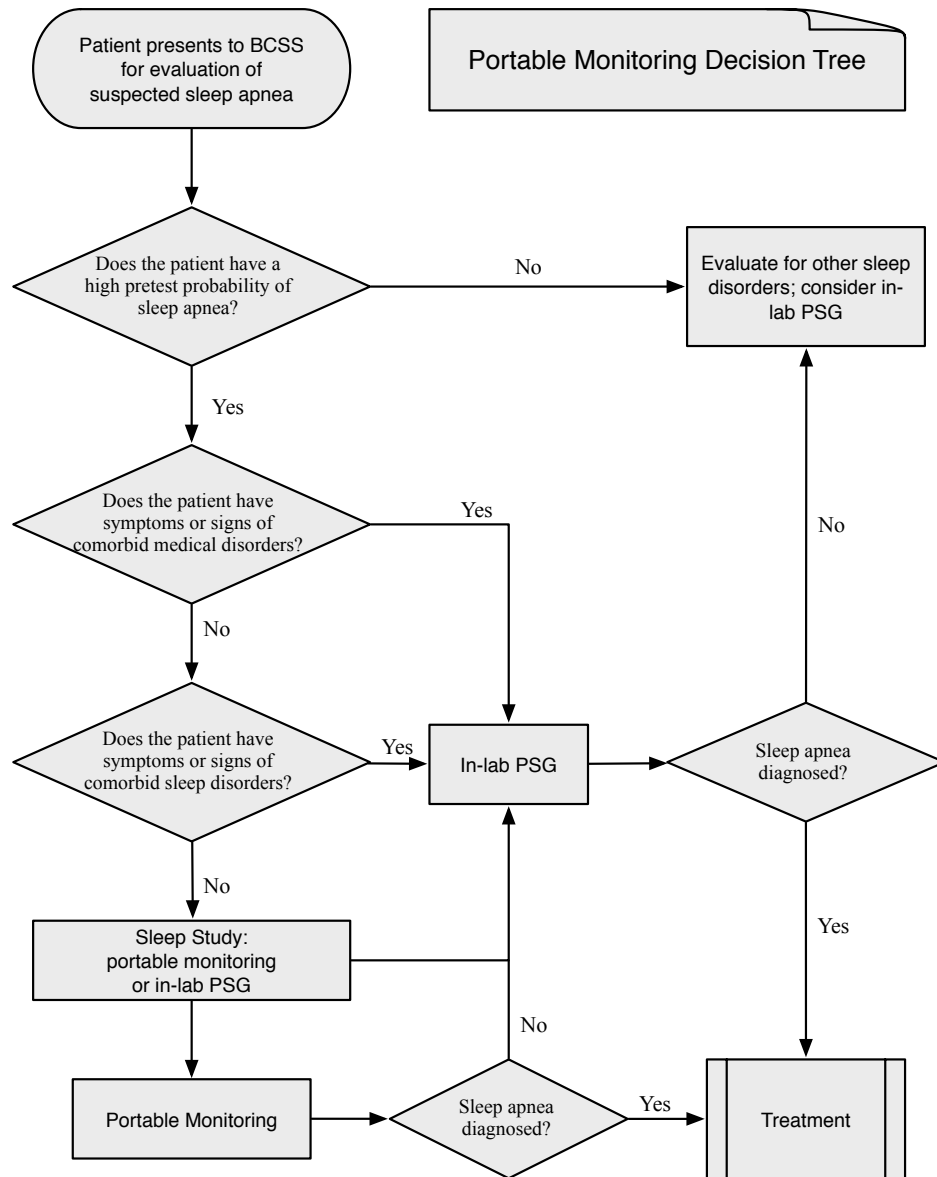 Patient presents to BCSS
for evaluation of
suspected sleep apnea
Portable Monitoring Decision Tree
Does the patient have a
high pretest probability of
sleep apnea?
No
Evaluate for other sleep
disorders; consider in-
lab PSG
Yes
Does the patient have
symptoms or signs of
comorbid medical disorders?
Yes
No
No
Does the patient have
symptoms or signs of
comorbid sleep disorders?
Yes
In-lab PSG
Sleep apnea
diagnosed?
No
Yes
Sleep Study:
portable monitoring
or in-lab PSG
No
Portable Monitoring
Sleep apnea
diagnosed?
Yes
Treatment